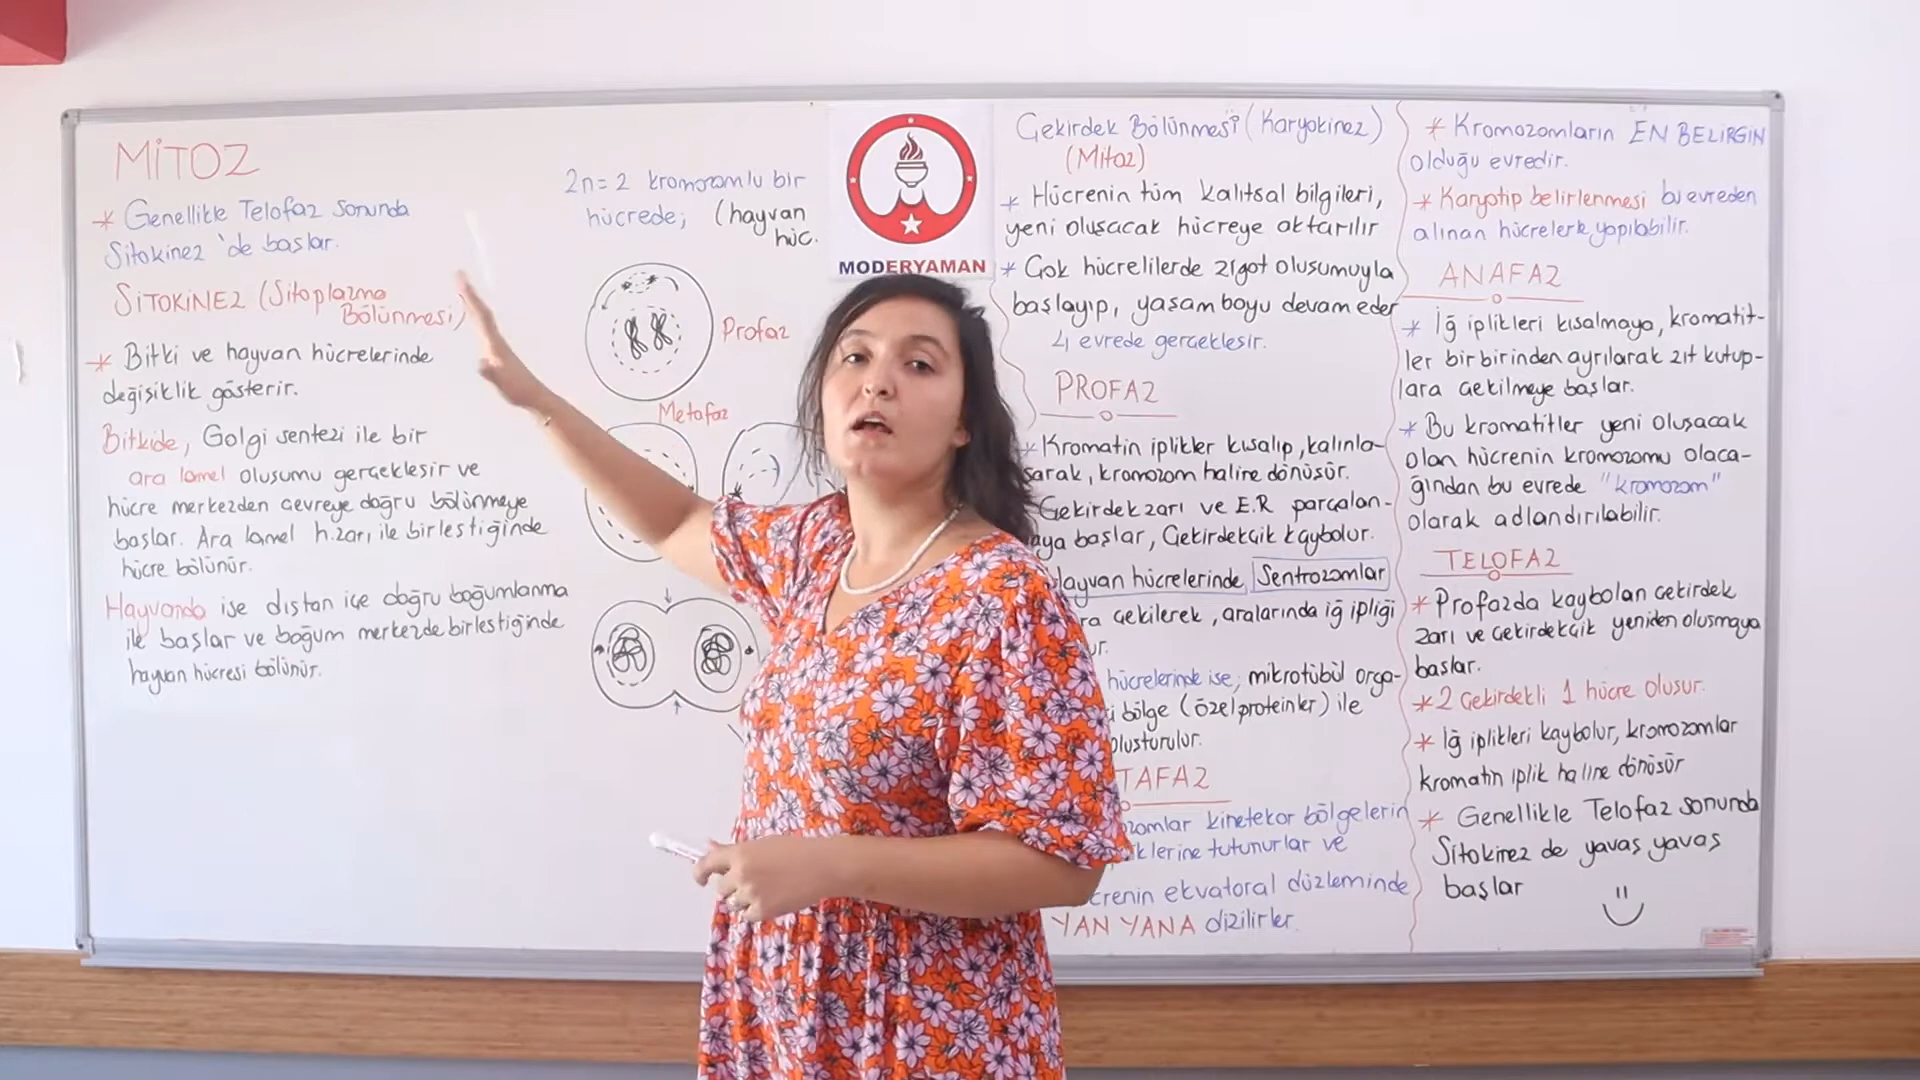 MİTOZ
* Genellikle Telofaz sonunda
Sitokinez 'de başlar.
SİTOKİNEZ (Sitoplazma
Bölünmesi)
* Bitki ve hayvan hücrelerinde
değişiklik gösterir.
Bitkide, Golgi sentezi ile bir
ara lamel oluşumu gerçekleşir ve
hücre merkezden çevreye doğru bölünmeye
başlar. Ara lamel h.zarı ile birleştiğinde
hücre bölünür.
Hayvanda ise dıştan içe doğru boğumlanma
ile başlar ve boğum merkezde birleştiğinde
hayvan hücresi bölünür.
2n=2 kromozomlu bir
hücrede; (hayvan
hüc.
Profaz
Metafaz
MODERYAMAN
Çekirdek Bölünmesi (Karyokinez)
(Mitoz)
* Hücrenin tüm kalıtsal bilgileri,
yeni oluşacak hücreye aktarılır
* Çok hücrelilerde zigot oluşumuyla
başlayıp, yaşam boyu devam eder
4 evrede gerçekleşir.
PROFAZ
* Kromatin iplikler kısalıp, kalınla-
şarak, kromozom haline dönüşür.
Çekirdek zarı ve E.R parçalan-
maya başlar, Çekirdekçik kaybolur.
Hayvan hücrelerinde, Sentrozomlar
çekilerek, aralarında iğ ipliği
hücrelerinde ise; mikrotübül orga-
bölge (özel proteinler) ile
oluşturulur.
TAFAZ
ozomlar kinetekor bölgelerin
iklerine tutunurlar ve
crenin ekvatoral düzleminde
YAN YANA dizilirler.
* Kromozomların EN BELİRGİN
olduğu evredir.
* Karyotip belirlenmesi bu evreden
alınan hücrelerle yapılabilir.
ANAFAZ
* İğ iplikleri kısalmaya, kromatit-
ler birbirinden ayrılarak zıt kutup-
lara çekilmeye başlar.
* Bu kromatitler yeni oluşacak
olan hücrenin kromozomu olaca-
ğından bu evrede "kromozom"
olarak adlandırılabilir.
TELOFAZ
* Profazda kaybolan çekirdek
zarı ve çekirdekçik yeniden oluşmaya
başlar.
* 2 çekirdekli 1 hücre oluşur.
* İğ iplikleri kaybolur, kromozomlar
kromatin iplik haline dönüşür
* Genellikle Telofaz sonunda
Sitokinez de yavaş yavaş
başlar